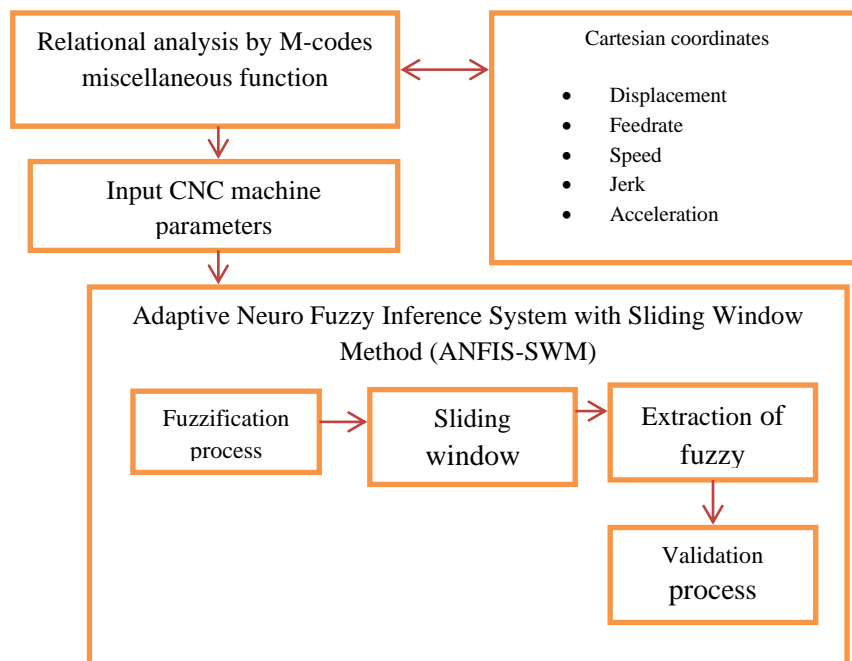 Relational analysis by M-codes
miscellaneous function
Cartesian coordinates
• Displacement
• Feedrate
• Speed
• Jerk
• Acceleration
Input CNC machine
parameters
Adaptive Neuro Fuzzy Inference System with Sliding Window
Method (ANFIS-SWM)
Fuzzification
process
Sliding
window
Extraction of
fuzzy
Validation
process